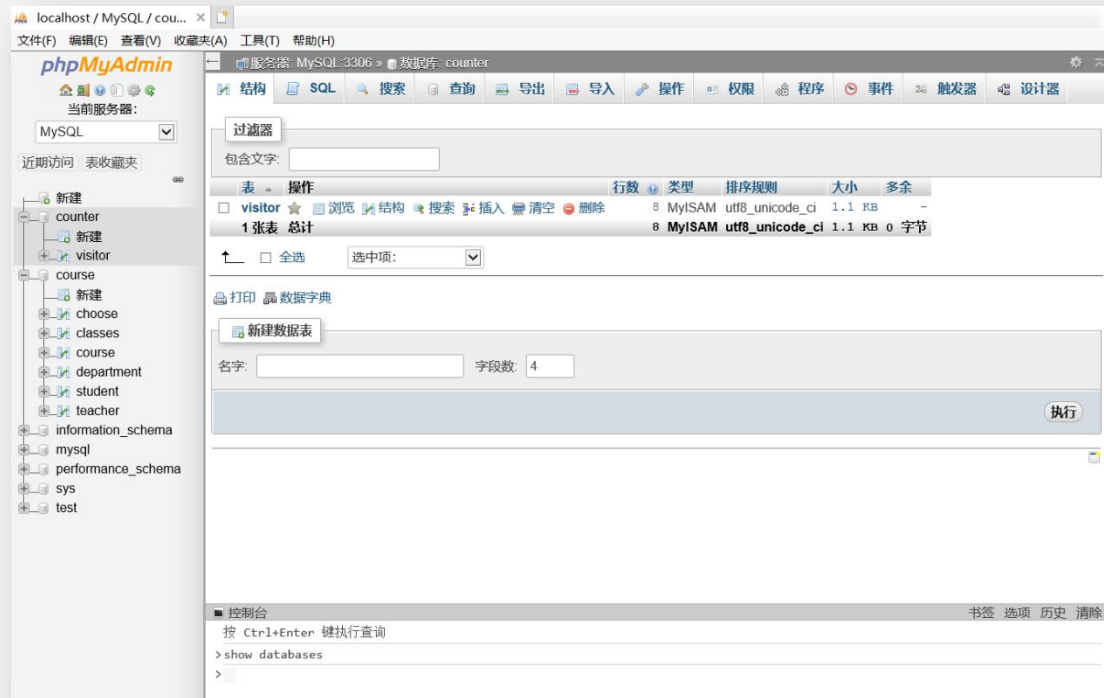 localhost / MySQL / cou... ×
文件(F) 编辑(E) 查看(V) 收藏夹(A) 工具(T) 帮助(H)
phpMyAdmin
当前服务器:
MySQL
近期访问 表收藏夹
新建
counter
新建
visitor
course
新建
choose
classes
course
department
student
teacher
information_schema
mysql
performance_schema
sys
test
服务器: MySQL:3306 » 数据库: counter
结构 SQL 搜索 查询 导出 导入 操作 权限 程序 事件 触发器 设计器
过滤器
包含文字:
表 操作 行数 类型 排序规则 大小 多余
visitor 浏览 结构 搜索 插入 清空 删除 8 MyISAM utf8_unicode_ci 1.1 KB -
1 张表 总计 8 MyISAM utf8_unicode_ci 1.1 KB 0 字节
全选 选中项:
打印 数据字典
新建数据表
名字: 字段数: 4
执行
控制台 书签 选项 历史 清除
按 Ctrl+Enter 键执行查询
>show databases
>